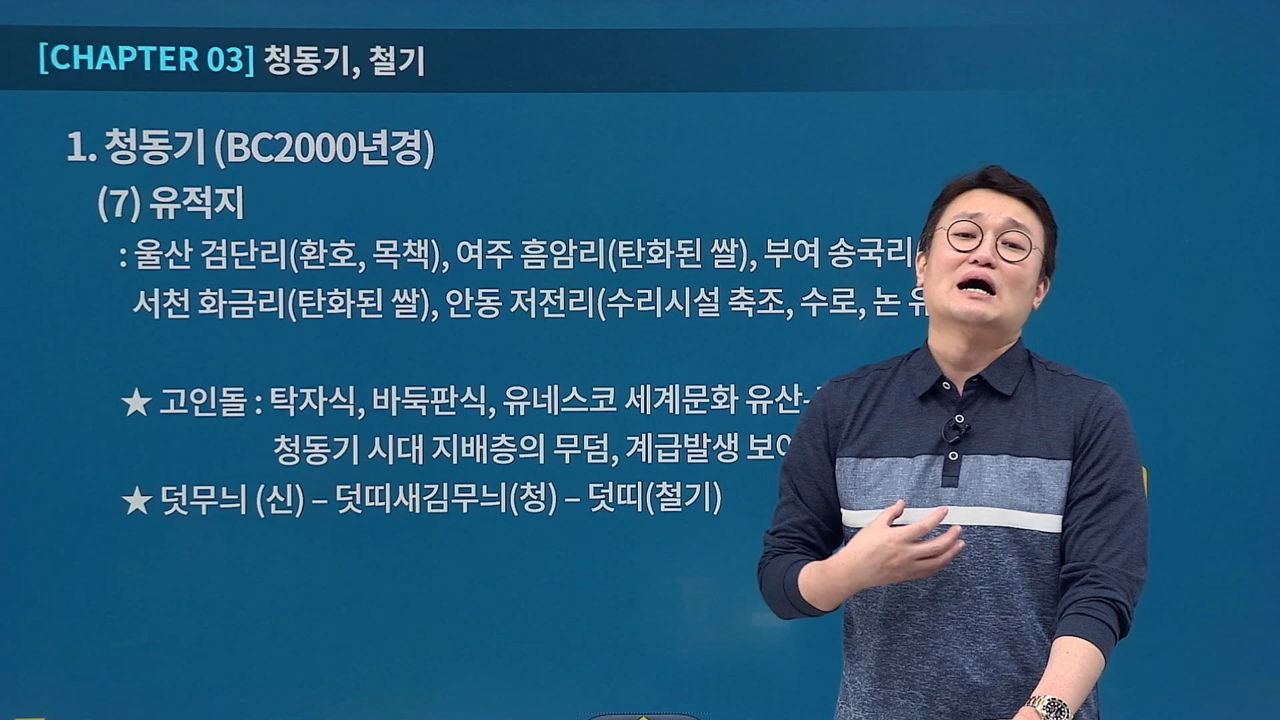 [CHAPTER 03] 청동기, 철기
1. 청동기 (BC2000년경)
(7) 유적지
: 울산 검단리(환호, 목책), 여주 흠암리(탄화된 쌀), 부여 송국리
서천 화금리(탄화된 쌀), 안동 저전리(수리시설 축조, 수로, 논
★ 고인돌 : 탁자식, 바둑판식, 유네스코 세계문화 유산
청동기 시대 지배층의 무덤, 계급발생
★ 덧무늬 (신) – 덧띠새김무늬(청) – 덧띠(철기)